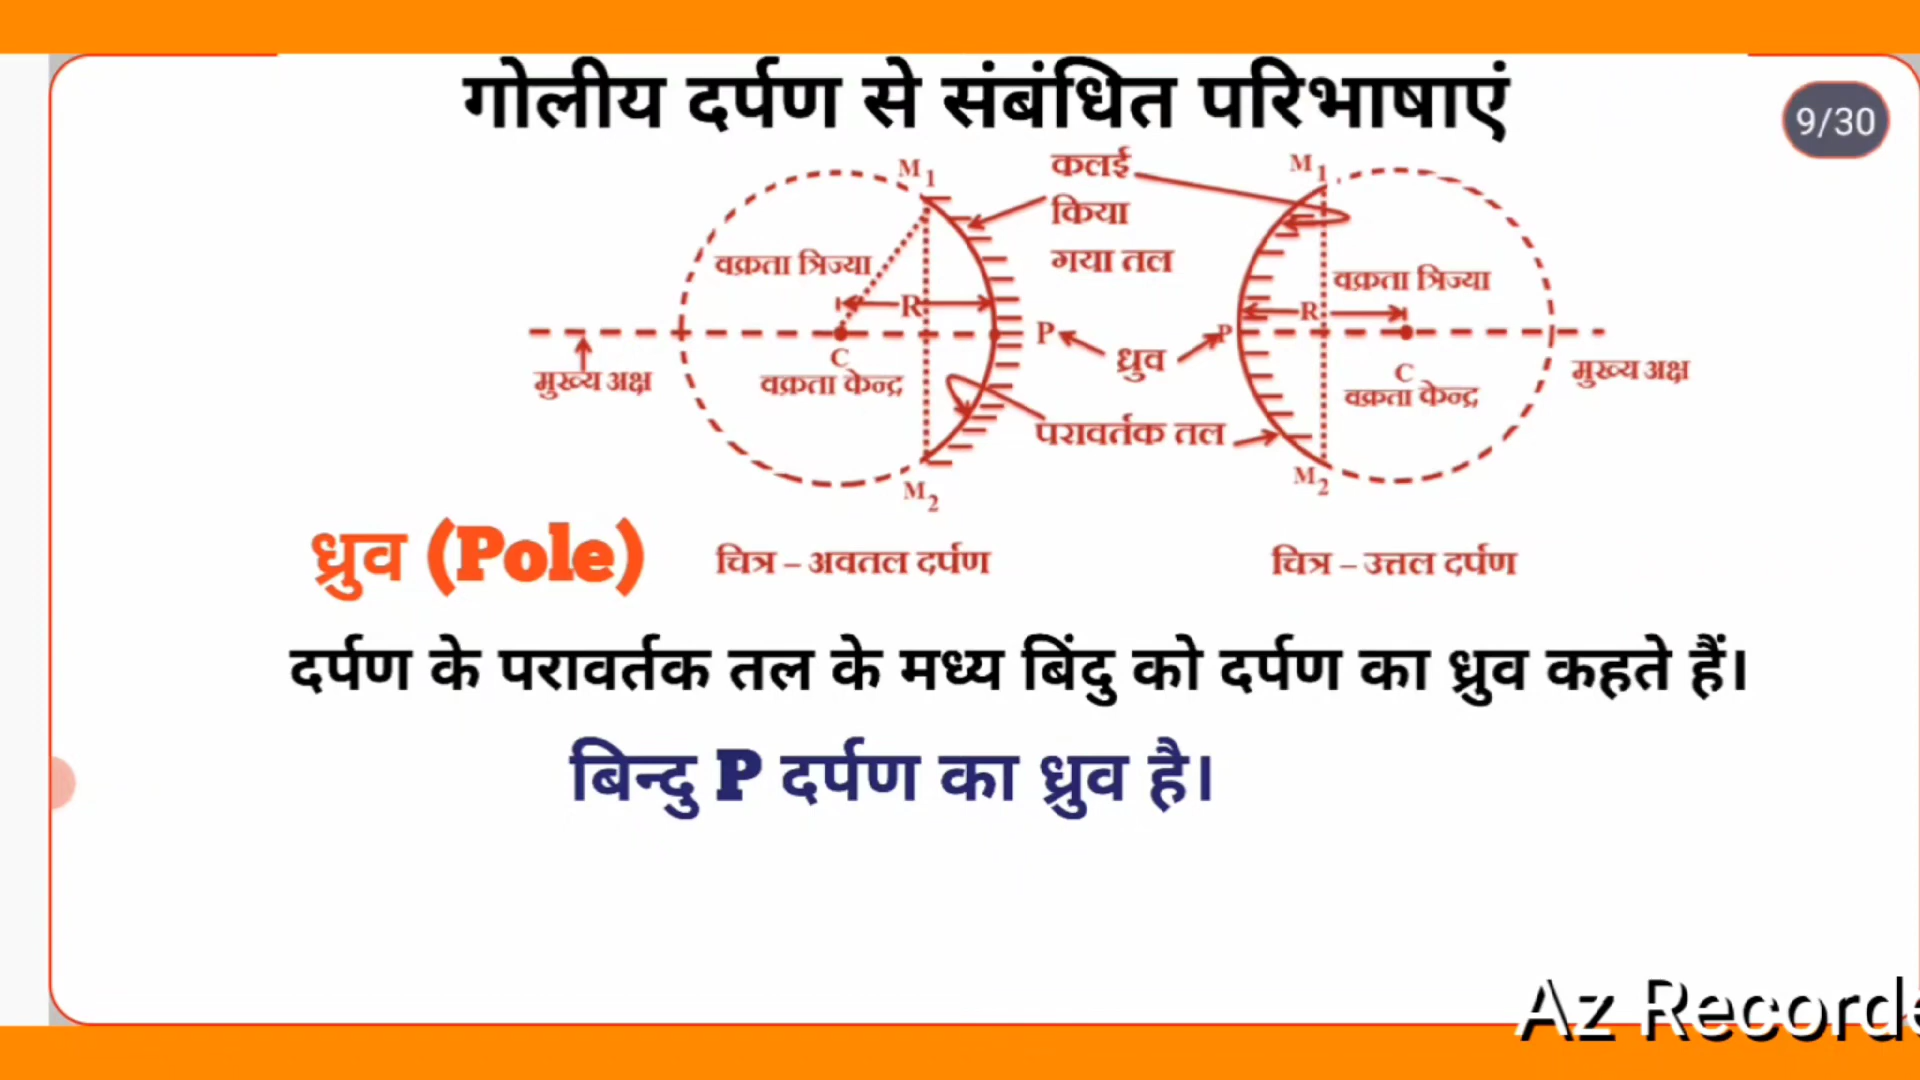 गोलीय दर्पण से संबंधित परिभाषाएं
9/30
M1
कलई
किया
गया तल
M1
वक्रता त्रिज्या
वक्रता त्रिज्या
R
R
P
ध्रुव
P
C
वक्रता केन्द्र
मुख्य अक्ष
C
वक्रता केन्द्र
मुख्य अक्ष
परावर्तक तल
M2
M2
ध्रुव (Pole)
चित्र – अवतल दर्पण
चित्र – उत्तल दर्पण
दर्पण के परावर्तक तल के मध्य बिंदु को दर्पण का ध्रुव कहते हैं।
बिन्दु P दर्पण का ध्रुव है।
Az Recorde